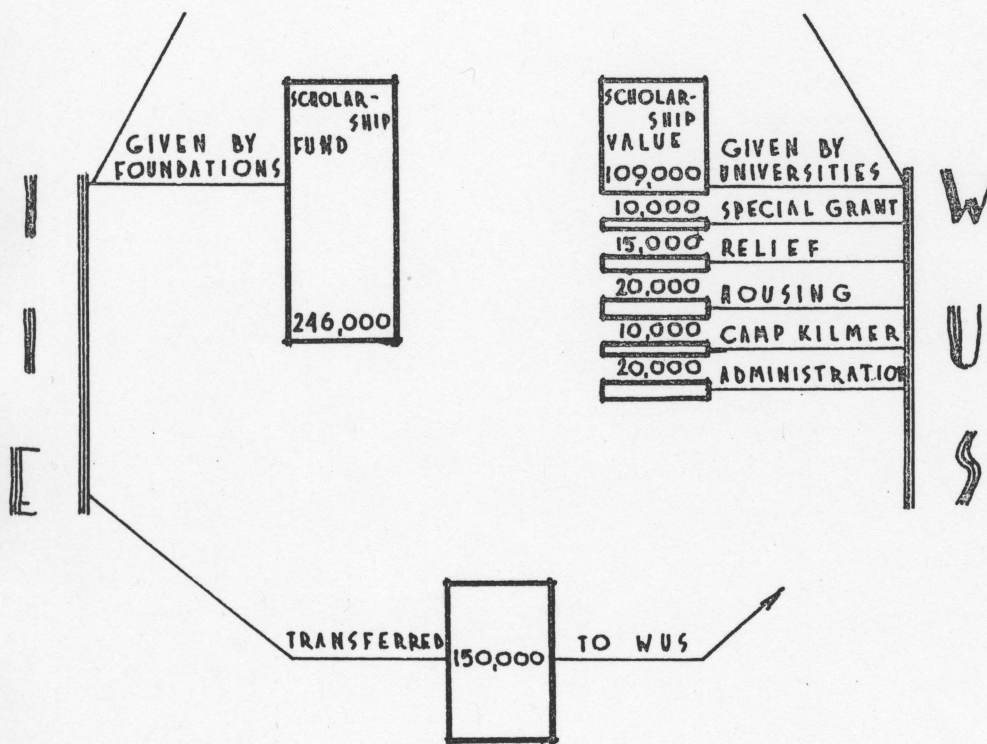 SCHOLAR-
SHIP
FUND
GIVEN BY
FOUNDATIONS
246,000
I
I
E
SCHOLAR-
SHIP
VALUE
109,000
GIVEN BY
UNIVERSITIES
10,000 SPECIAL GRANT
15,000 RELIEF
20,000 HOUSING
10,000 CAMP KILMER
20,000 ADMINISTRATION
W
U
S
TRANSFERRED 150,000 TO WUS